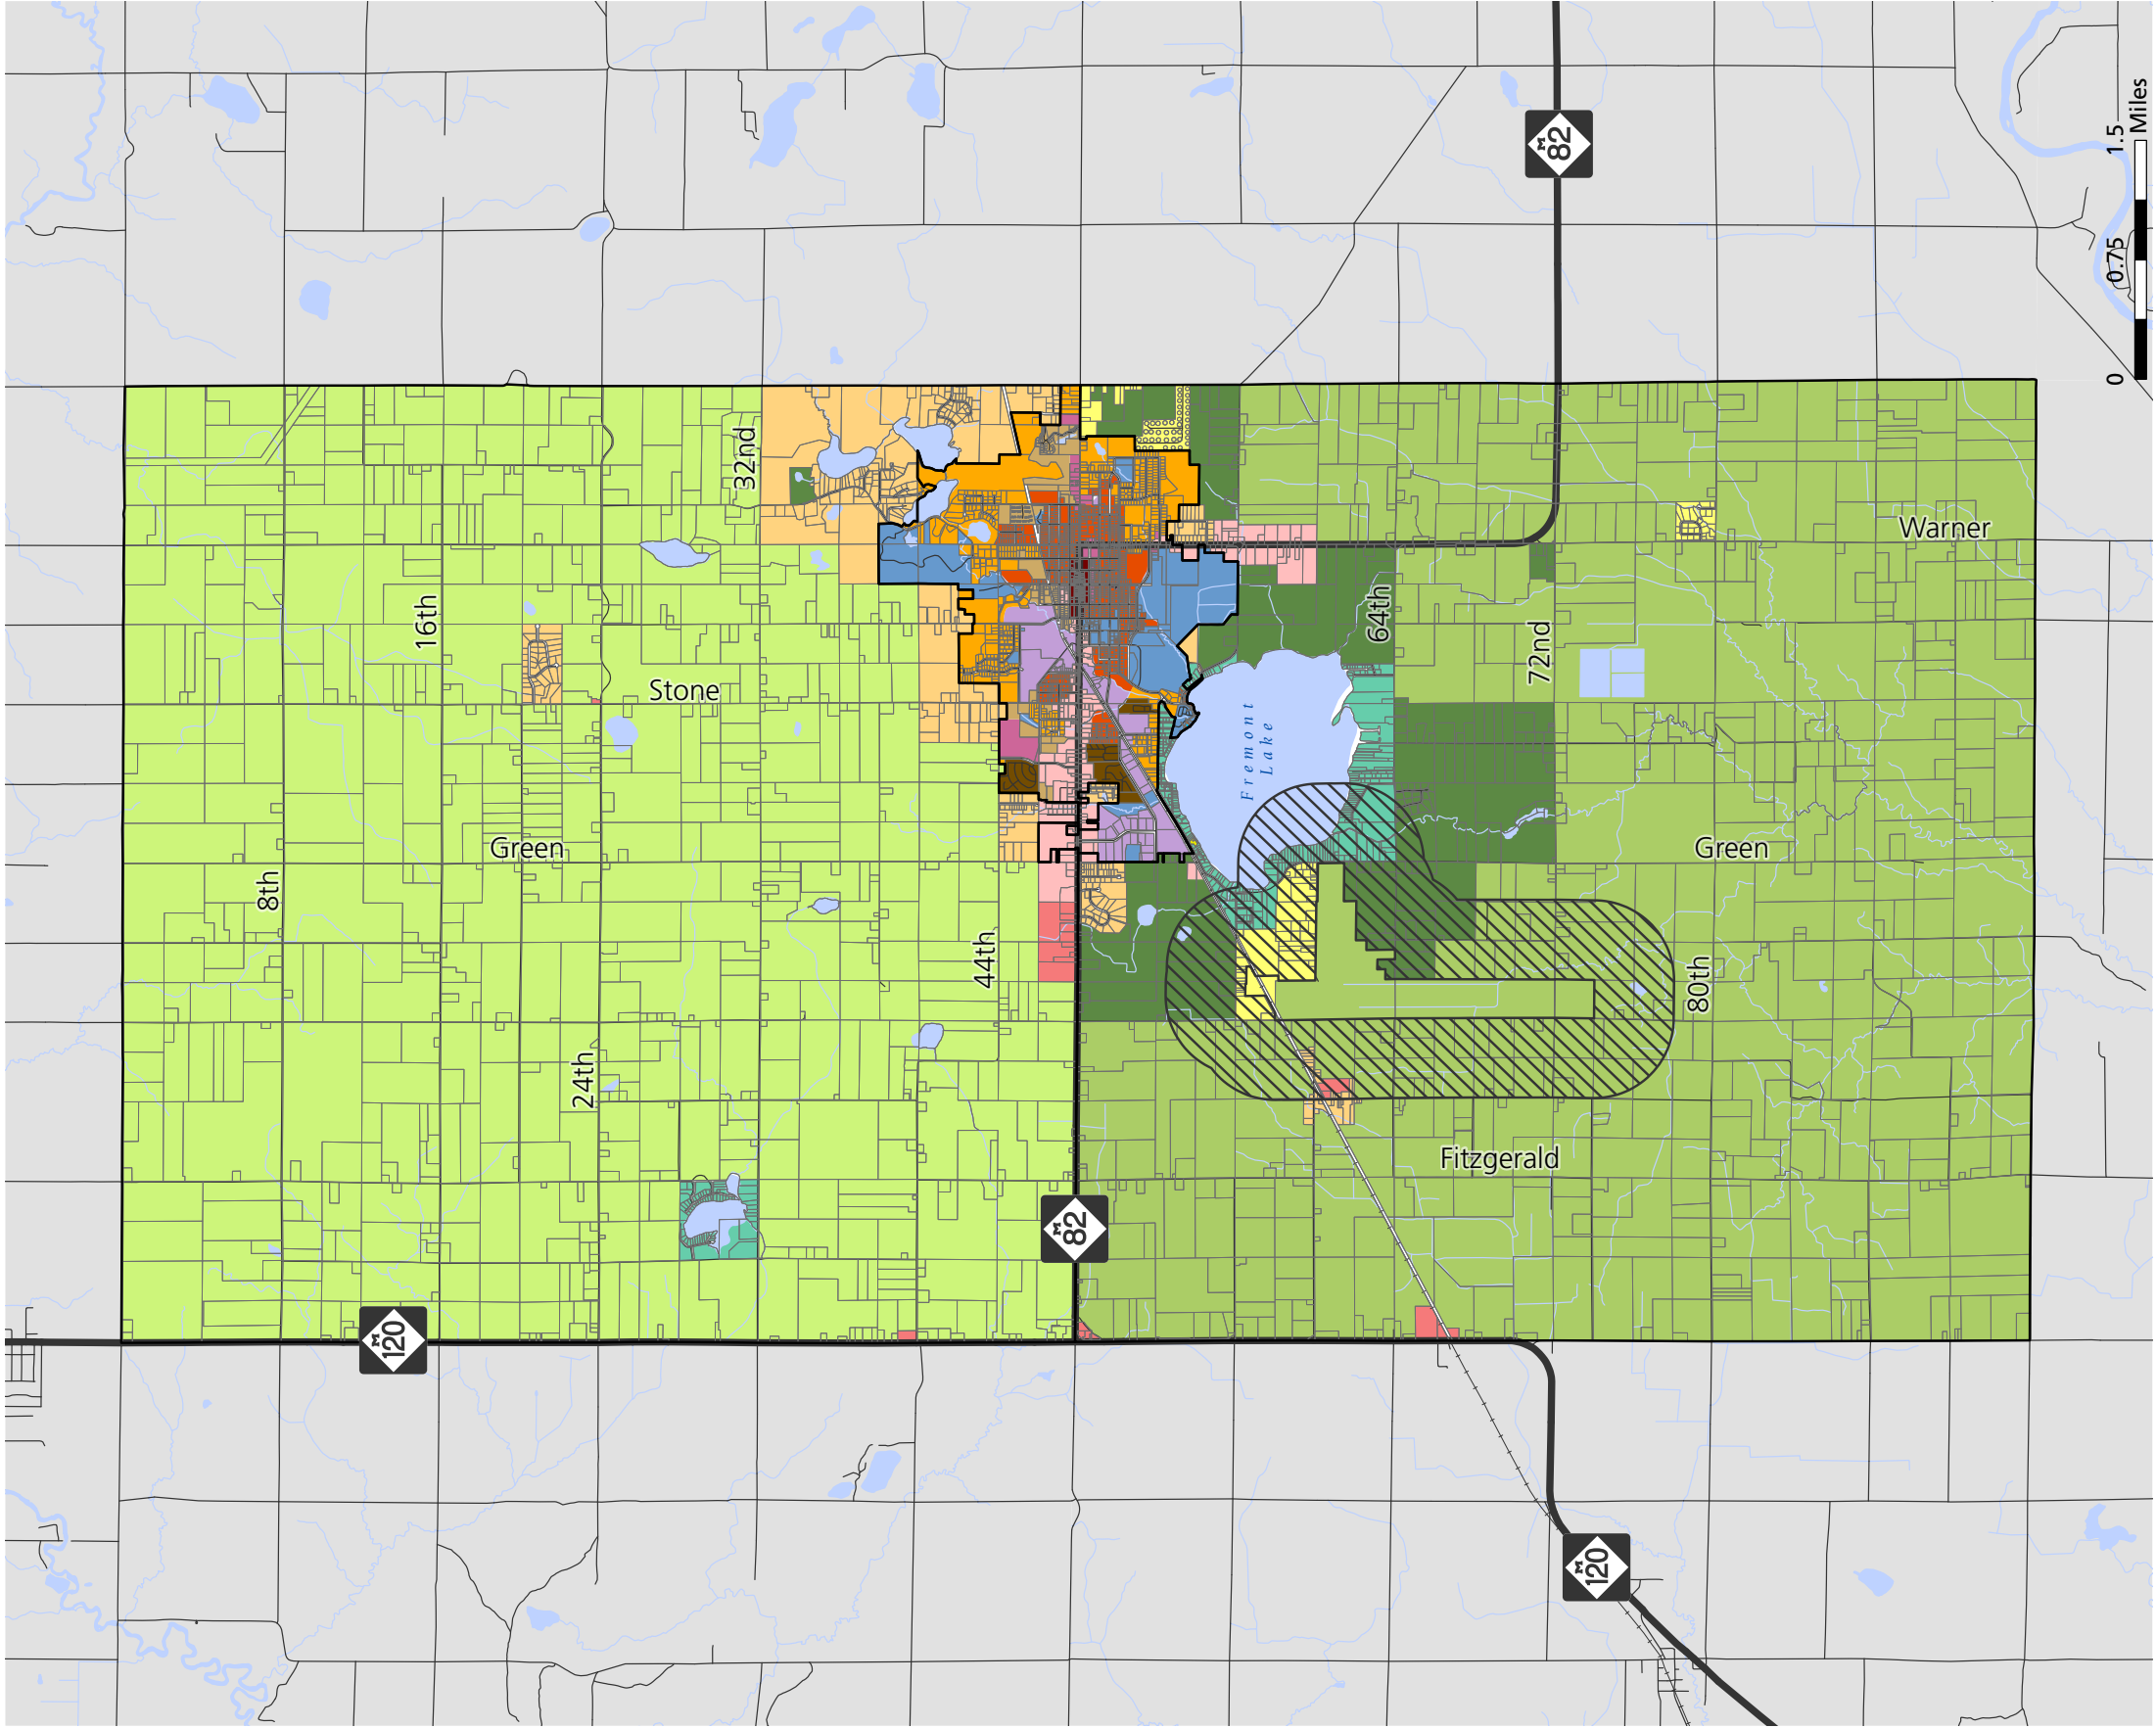 M
82
1.5
Miles
0.75
0
32nd
Warner
16th
64th
72nd
Stone
Fremont
Lake
Green
Green
8th
44th
80th
24th
Fitzgerald
M
82
M
120
M
120